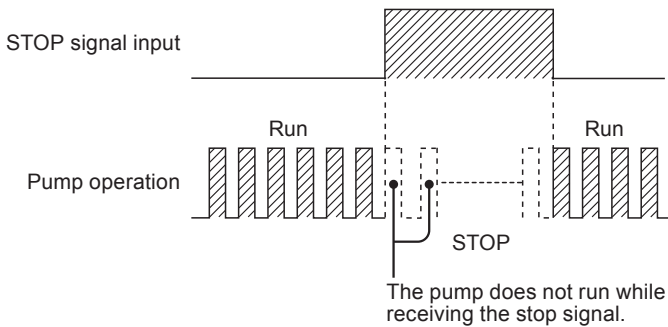 STOP signal input
Run
Run
Pump operation
STOP
The pump does not run while
receiving the stop signal.